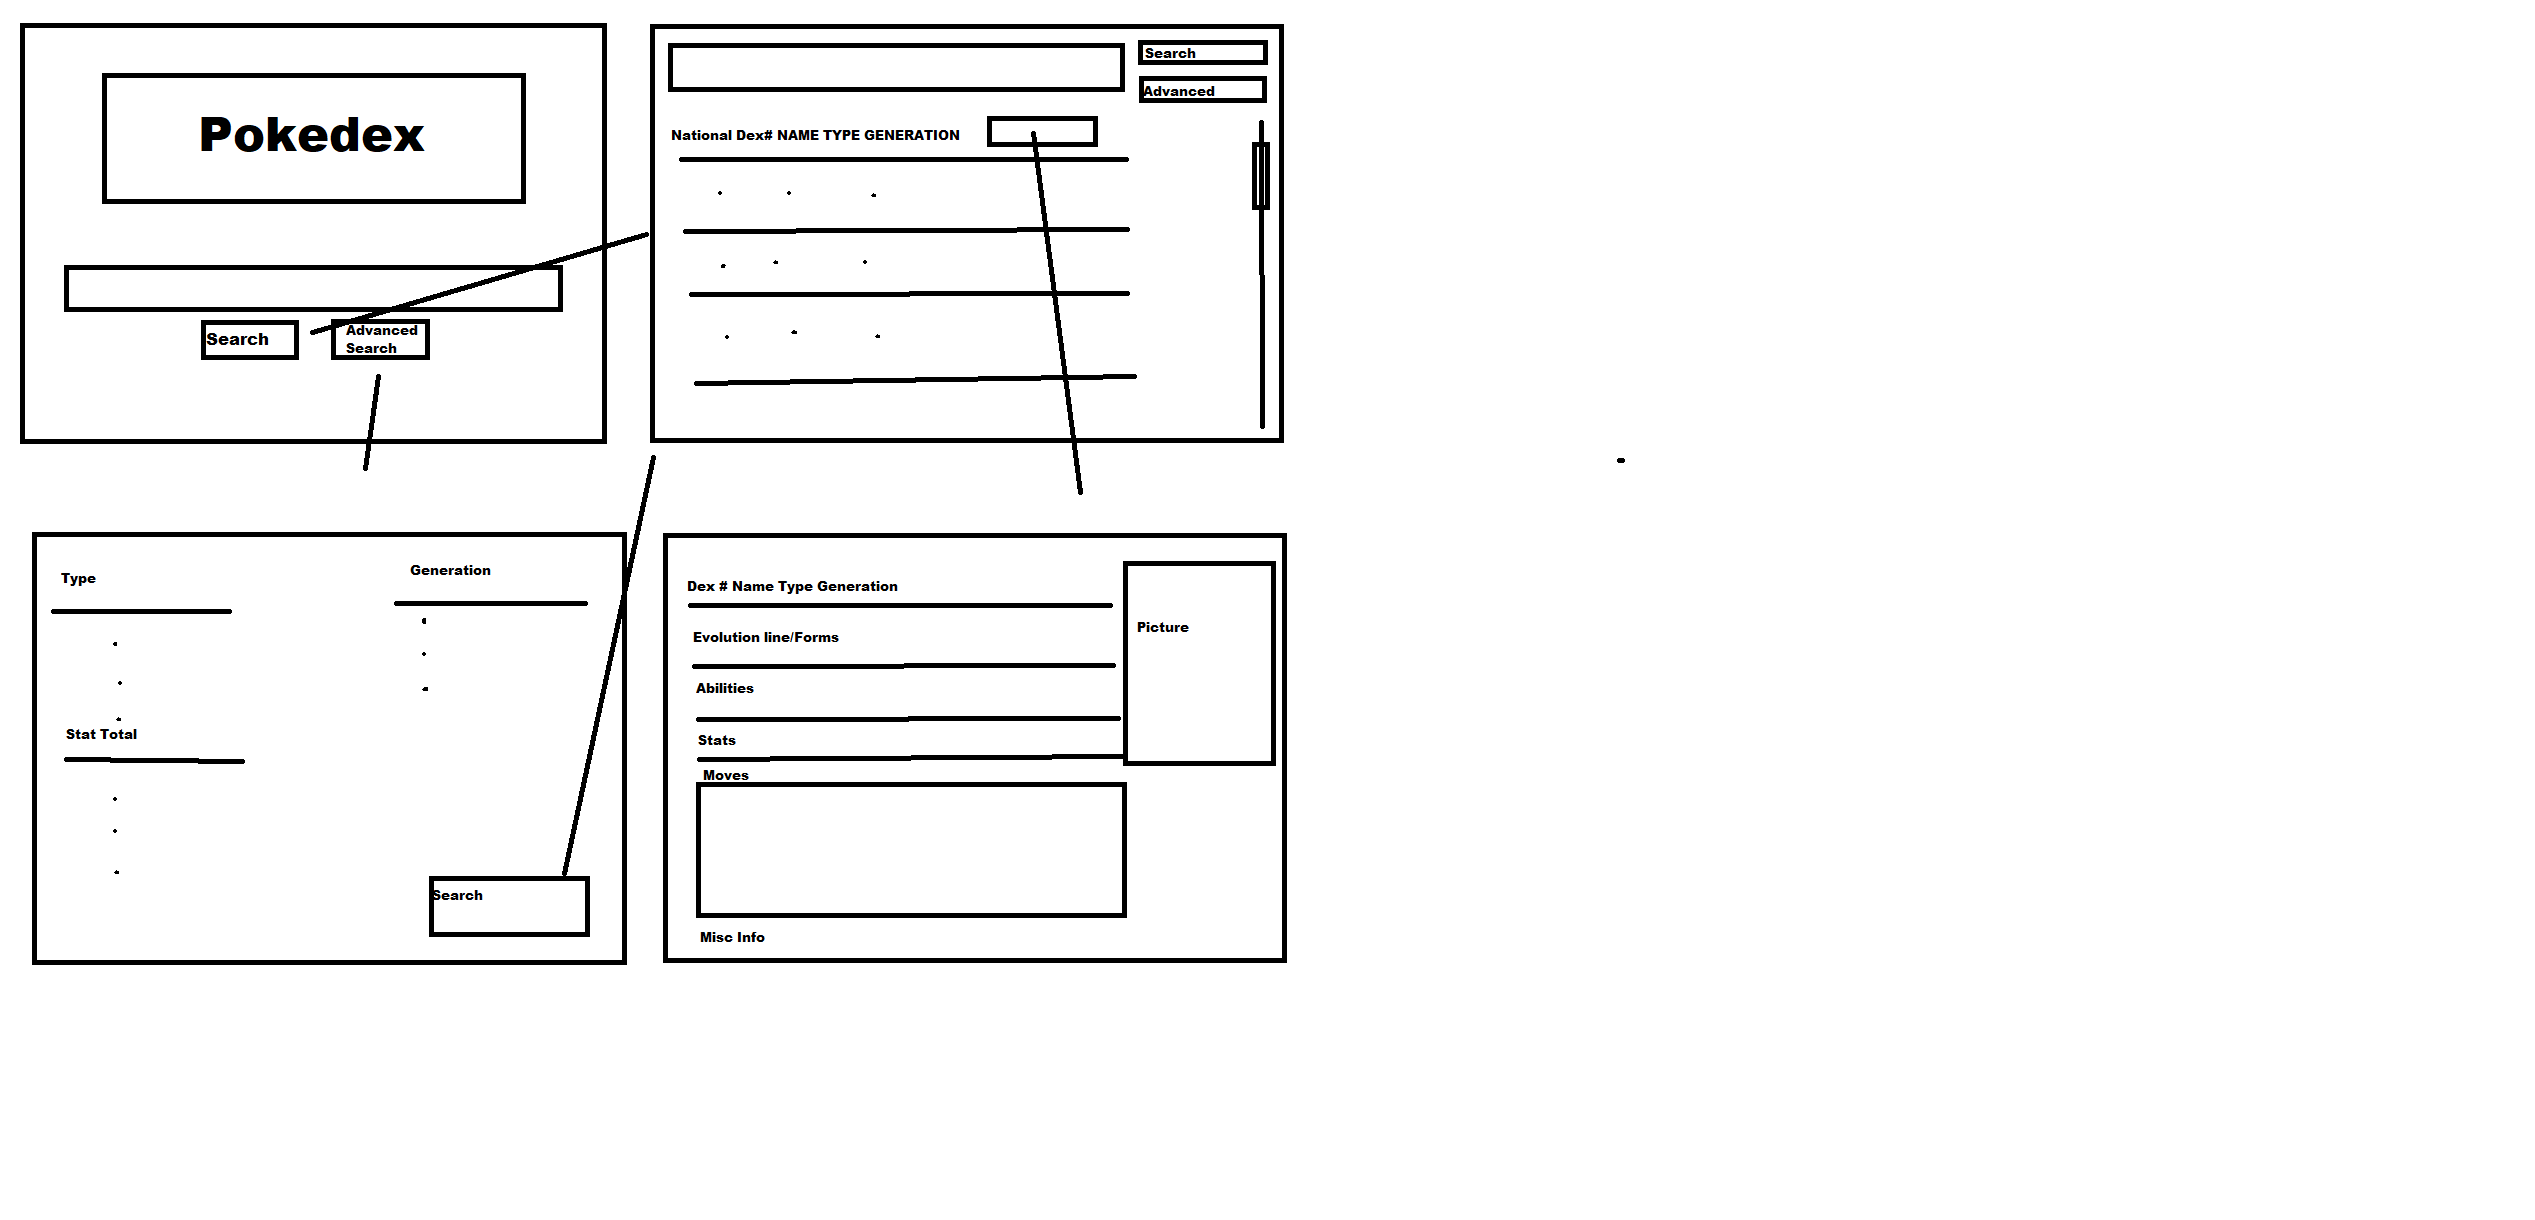 Pokedex
Search
Advanced
Search
Search
Advanced
National Dex# NAME TYPE GENERATION
Type
Generation
Stat Total
Search
Dex # Name Type Generation
Evolution line/Forms
Abilities
Stats
Moves
Misc Info
Picture